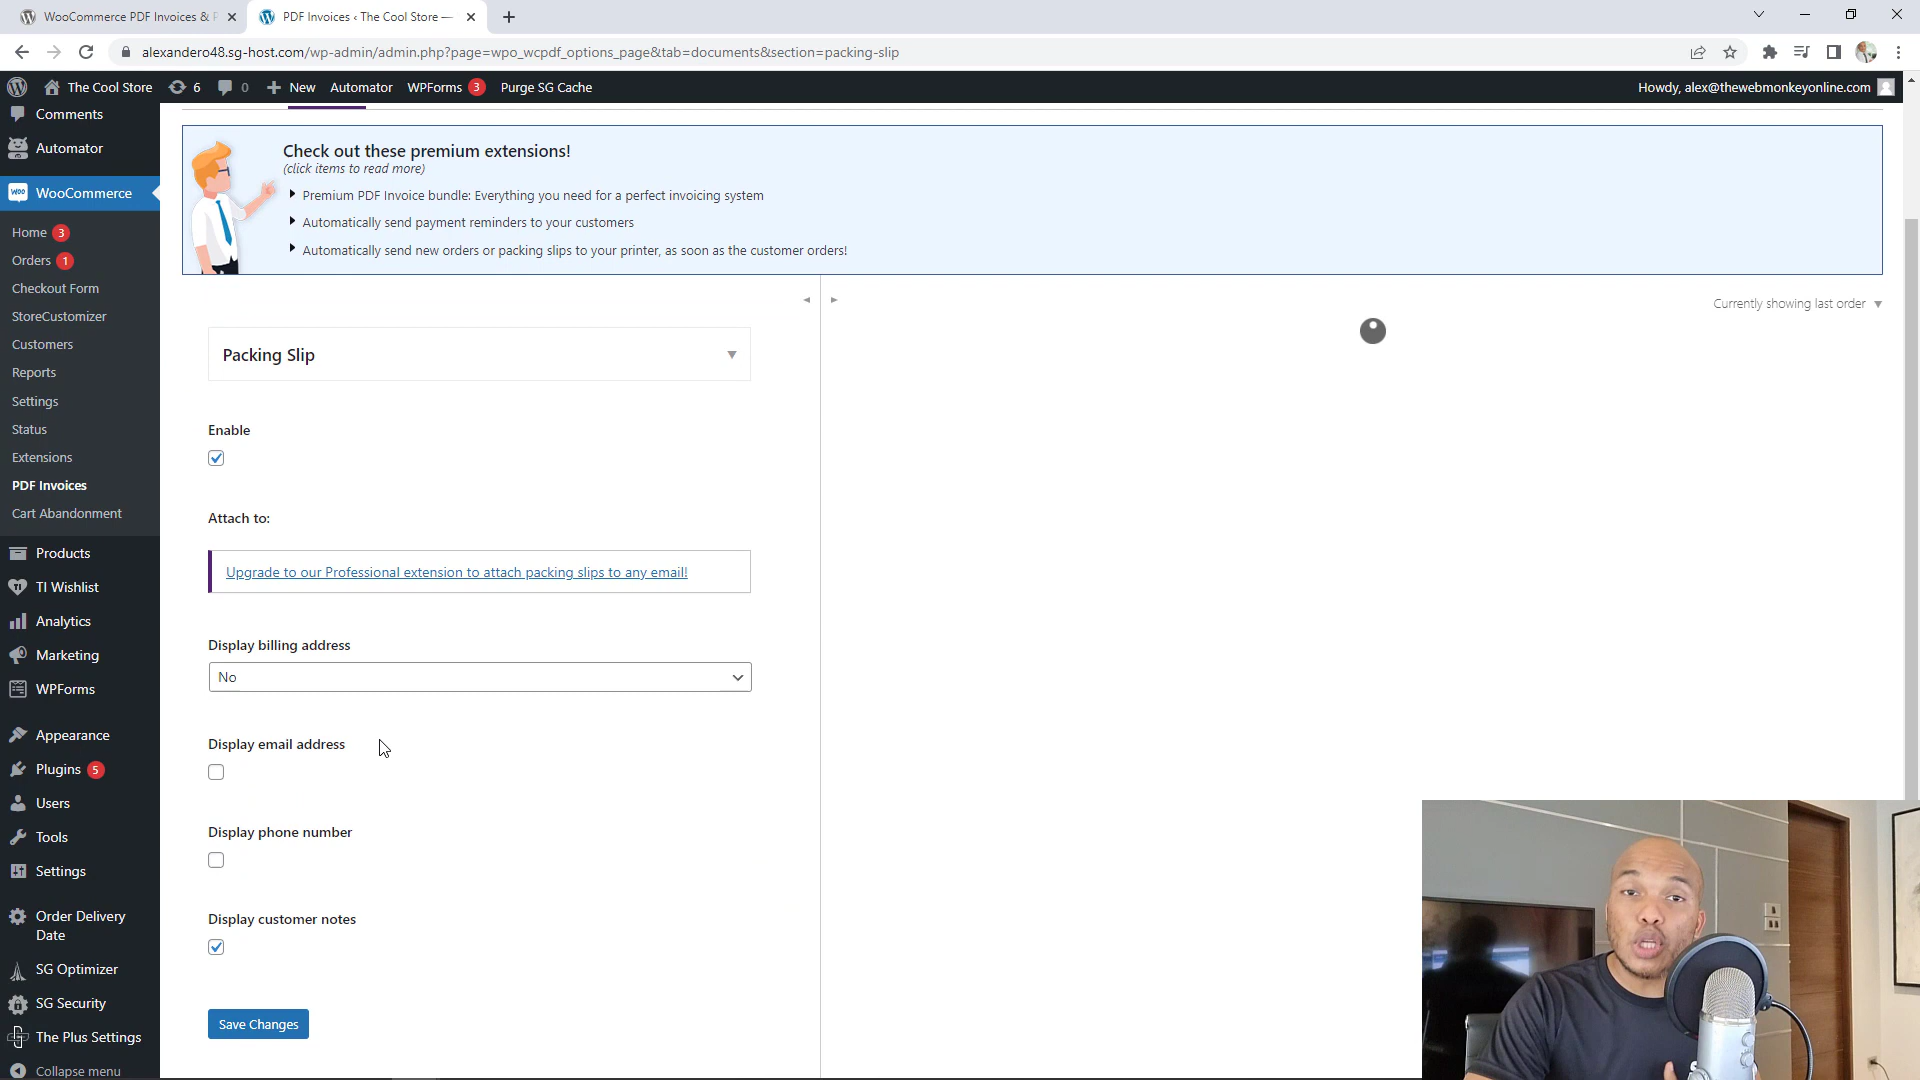 WooCommerce PDF Invoices & P
PDF Invoices ‹ The Cool Store —
alexandero48.sg-host.com/wp-admin/admin.php?page=wpo_wcpdf_options_page&tab=documents&section=packing-slip
The Cool Store 6 0 New Automator WPForms 3 Purge SG Cache
Howdy, alex@thewebmonkeyonline.com
Comments
Automator
WooCommerce
Home 3
Orders 1
Checkout Form
StoreCustomizer
Customers
Reports
Settings
Status
Extensions
PDF Invoices
Cart Abandonment
Products
TI Wishlist
Analytics
Marketing
WPForms
Appearance
Plugins 5
Users
Tools
Settings
Order Delivery
Date
SG Optimizer
SG Security
The Plus Settings
Collapse menu
Check out these premium extensions!
(click items to read more)
Premium PDF Invoice bundle: Everything you need for a perfect invoicing system
Automatically send payment reminders to your customers
Automatically send new orders or packing slips to your printer, as soon as the customer orders!
Currently showing last order
Packing Slip
Enable
Attach to:
Upgrade to our Professional extension to attach packing slips to any email!
Display billing address
No
Display email address
Display phone number
Display customer notes
Save Changes